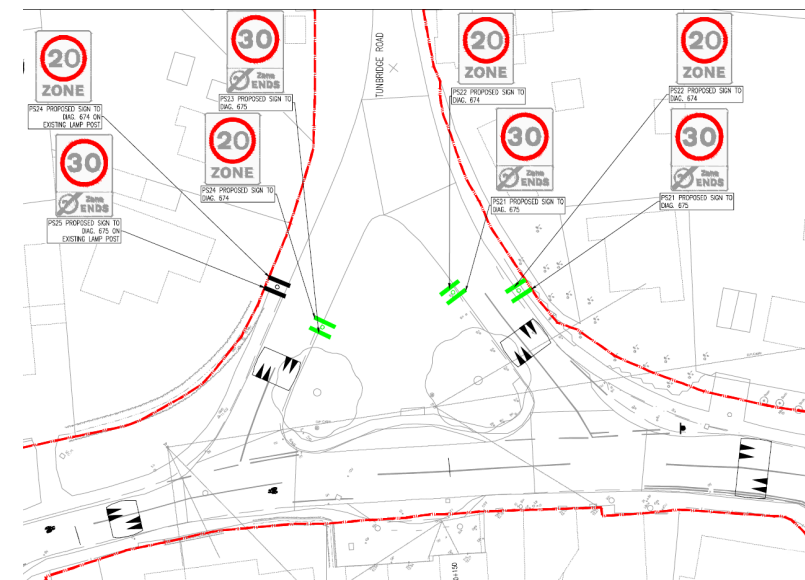 20
ZONE
PS24 PROPOSED SIGN TO
DIAG. 674 ON
EXISTING LAMP POST
30
Zone
ENDS
PS25 PROPOSED SIGN TO
DIAG. 675 ON
EXISTING LAMP POST
30
Zone
ENDS
PS23 PROPOSED SIGN TO
DIAG. 675
20
ZONE
PS24 PROPOSED SIGN TO
DIAG. 674
TUNBRIDGE ROAD
20
ZONE
PS22 PROPOSED SIGN TO
DIAG. 674
30
Zone
ENDS
PS21 PROPOSED SIGN TO
DIAG. 675
20
ZONE
PS22 PROPOSED SIGN TO
DIAG. 674
30
Zone
ENDS
PS21 PROPOSED SIGN TO
DIAG. 675